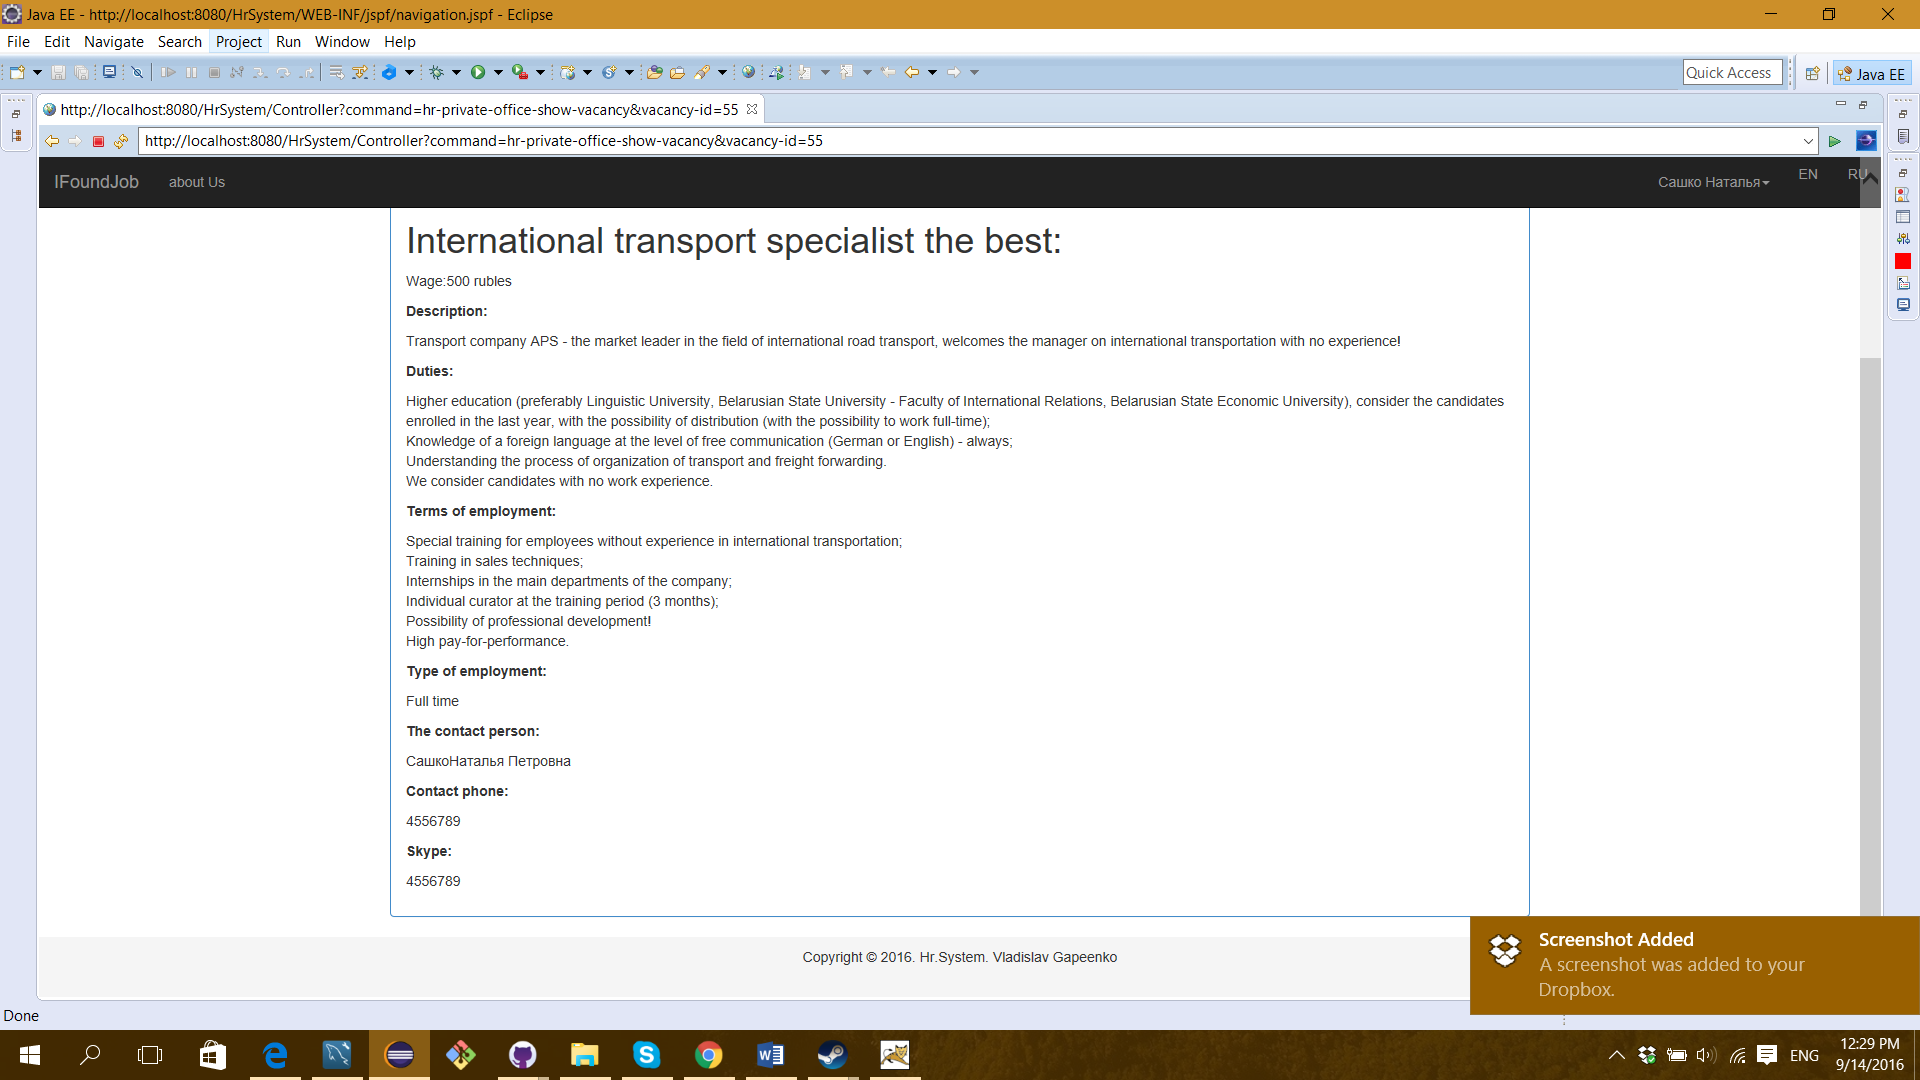 Java EE - http://localhost:8080/HrSystem/WEB-INF/jspf/navigation.jspf - Eclipse
File Edit Navigate Search Project Run Window Help
Quick Access
Java EE
http://localhost:8080/HrSystem/Controller?command=hr-private-office-show-vacancy&vacancy-id=55
http://localhost:8080/HrSystem/Controller?command=hr-private-office-show-vacancy&vacancy-id=55
IFoundJob about Us Сашко Наталья EN RU
International transport specialist the best:
Wage:500 rubles
Description:
Transport company APS - the market leader in the field of international road transport, welcomes the manager on international transportation with no experience!
Duties:
Higher education (preferably Linguistic University, Belarusian State University - Faculty of International Relations, Belarusian State Economic University), consider the candidates
enrolled in the last year, with the possibility of distribution (with the possibility to work full-time);
Knowledge of a foreign language at the level of free communication (German or English) - always;
Understanding the process of organization of transport and freight forwarding.
We consider candidates with no work experience.
Terms of employment:
Special training for employees without experience in international transportation;
Training in sales techniques;
Internships in the main departments of the company;
Individual curator at the training period (3 months);
Possibility of professional development!
High pay-for-performance.
Type of employment:
Full time
The contact person:
СашкоНаталья Петровна
Contact phone:
4556789
Skype:
4556789
Copyright © 2016. Hr.System. Vladislav Gapeenko
Screenshot Added
A screenshot was added to your
Dropbox.
Done
ENG
12:29 PM
9/14/2016